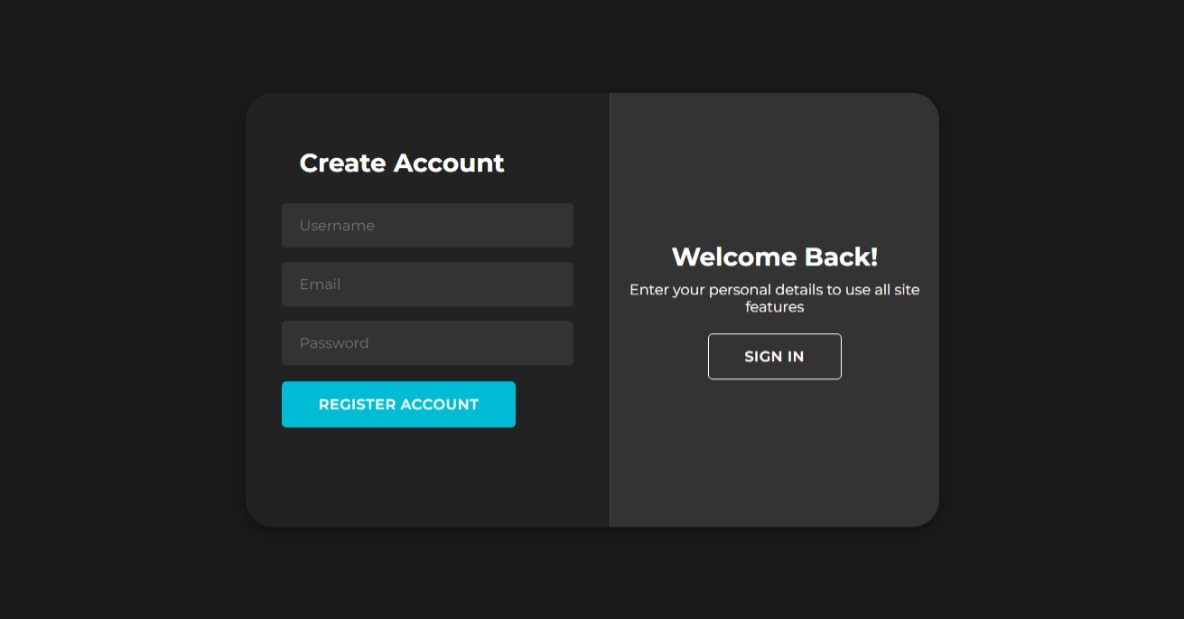 Create Account
Username
Email
Password
REGISTER ACCOUNT
Welcome Back!
Enter your personal details to use all site
features
SIGN IN